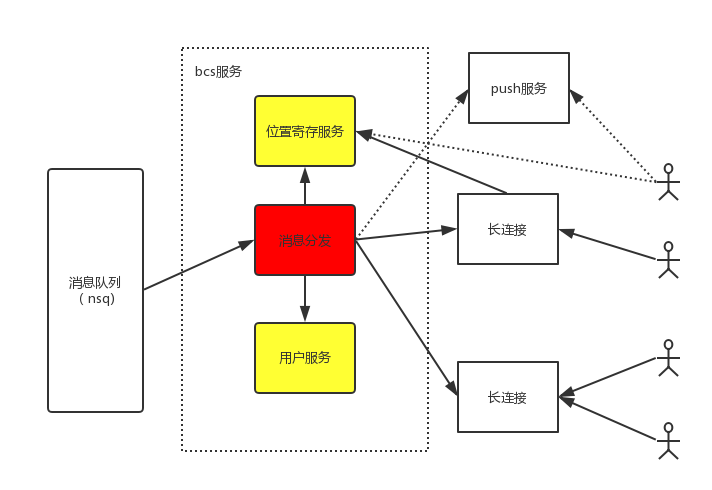 bcs服务
push服务
位置寄存服务
消息分发
长连接
消息队列
（ nsq)
用户服务
长连接